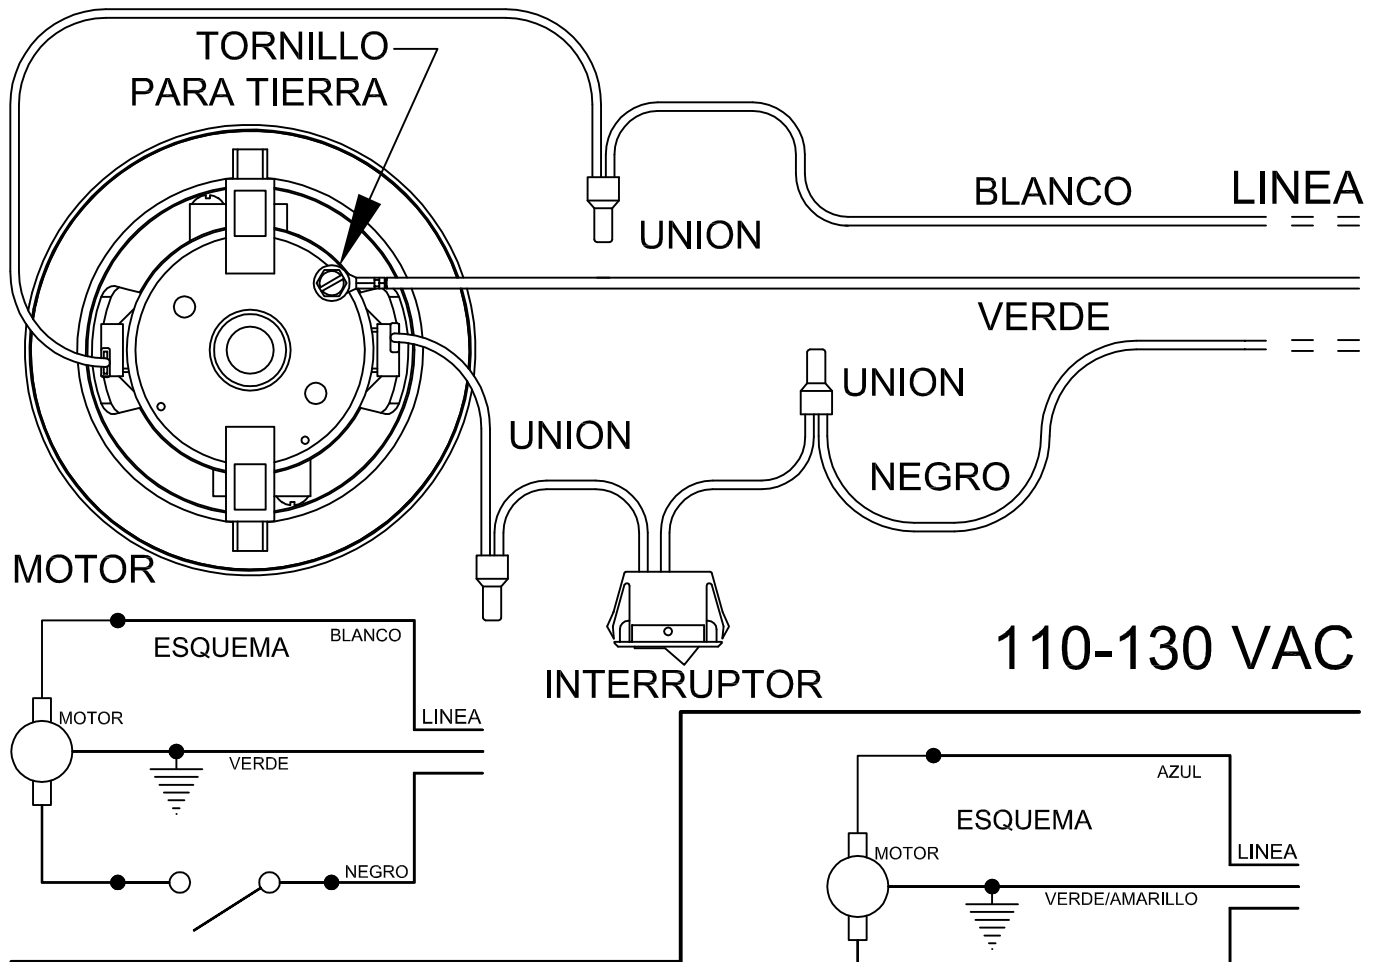 TORNILLO
PARA TIERRA
BLANCO
LINEA
UNION
VERDE
UNION
UNION
NEGRO
MOTOR
INTERRUPTOR
110-130 VAC
ESQUEMA
BLANCO
MOTOR
LINEA
VERDE
NEGRO
AZUL
ESQUEMA
MOTOR
LINEA
VERDE/AMARILLO